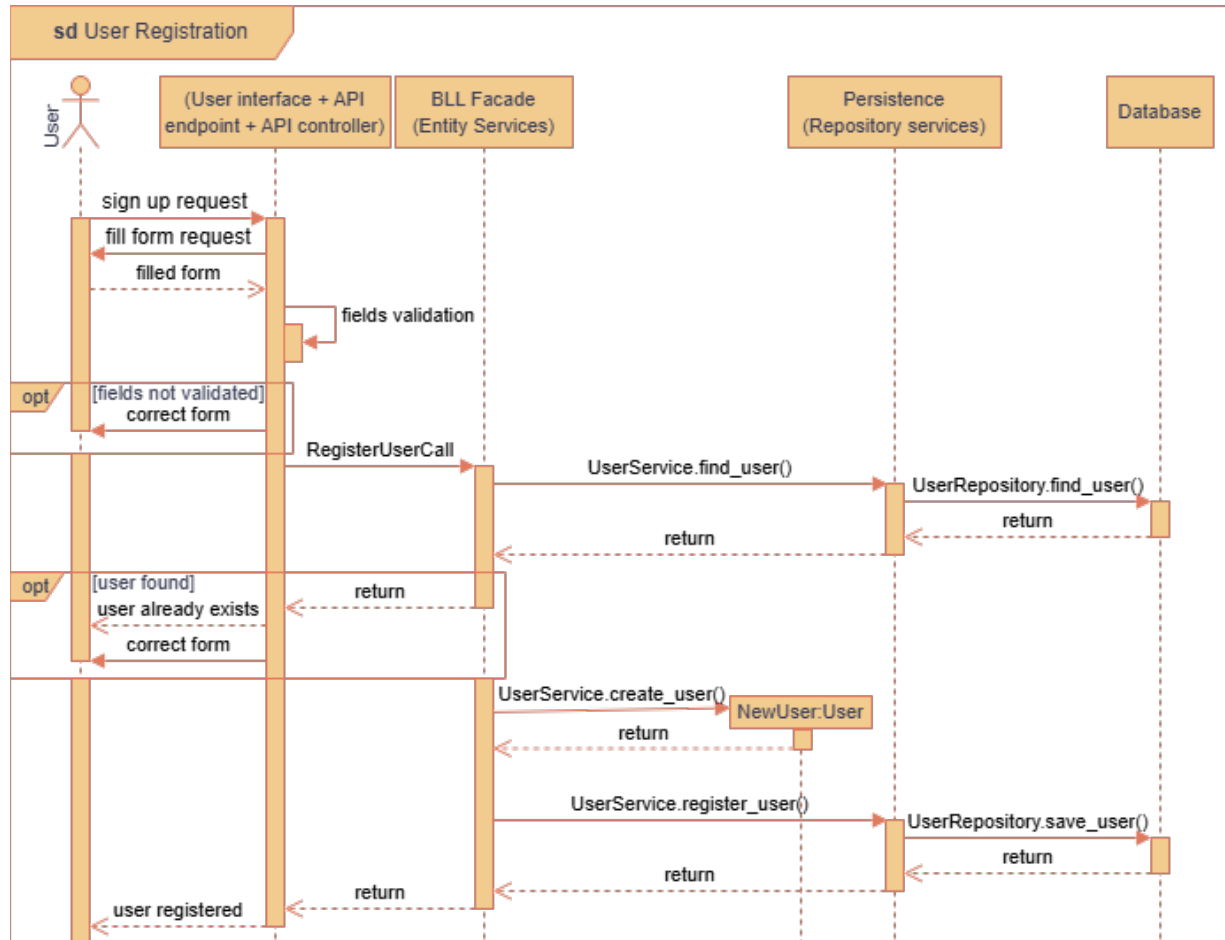 sd User Registration
User
(User interface + API
endpoint + API controller)
BLL Facade
(Entity Services)
Persistence
(Repository services)
Database
sign up request
fill form request
filled form
fields validation
opt
[fields not validated]
correct form
RegisterUserCall
UserService.find_user()
UserRepository.find_user()
return
return
opt
[user found]
return
user already exists
correct form
UserService.create_user()
NewUser:User
return
UserService.register_user()
UserRepository.save_user()
return
return
return
user registered